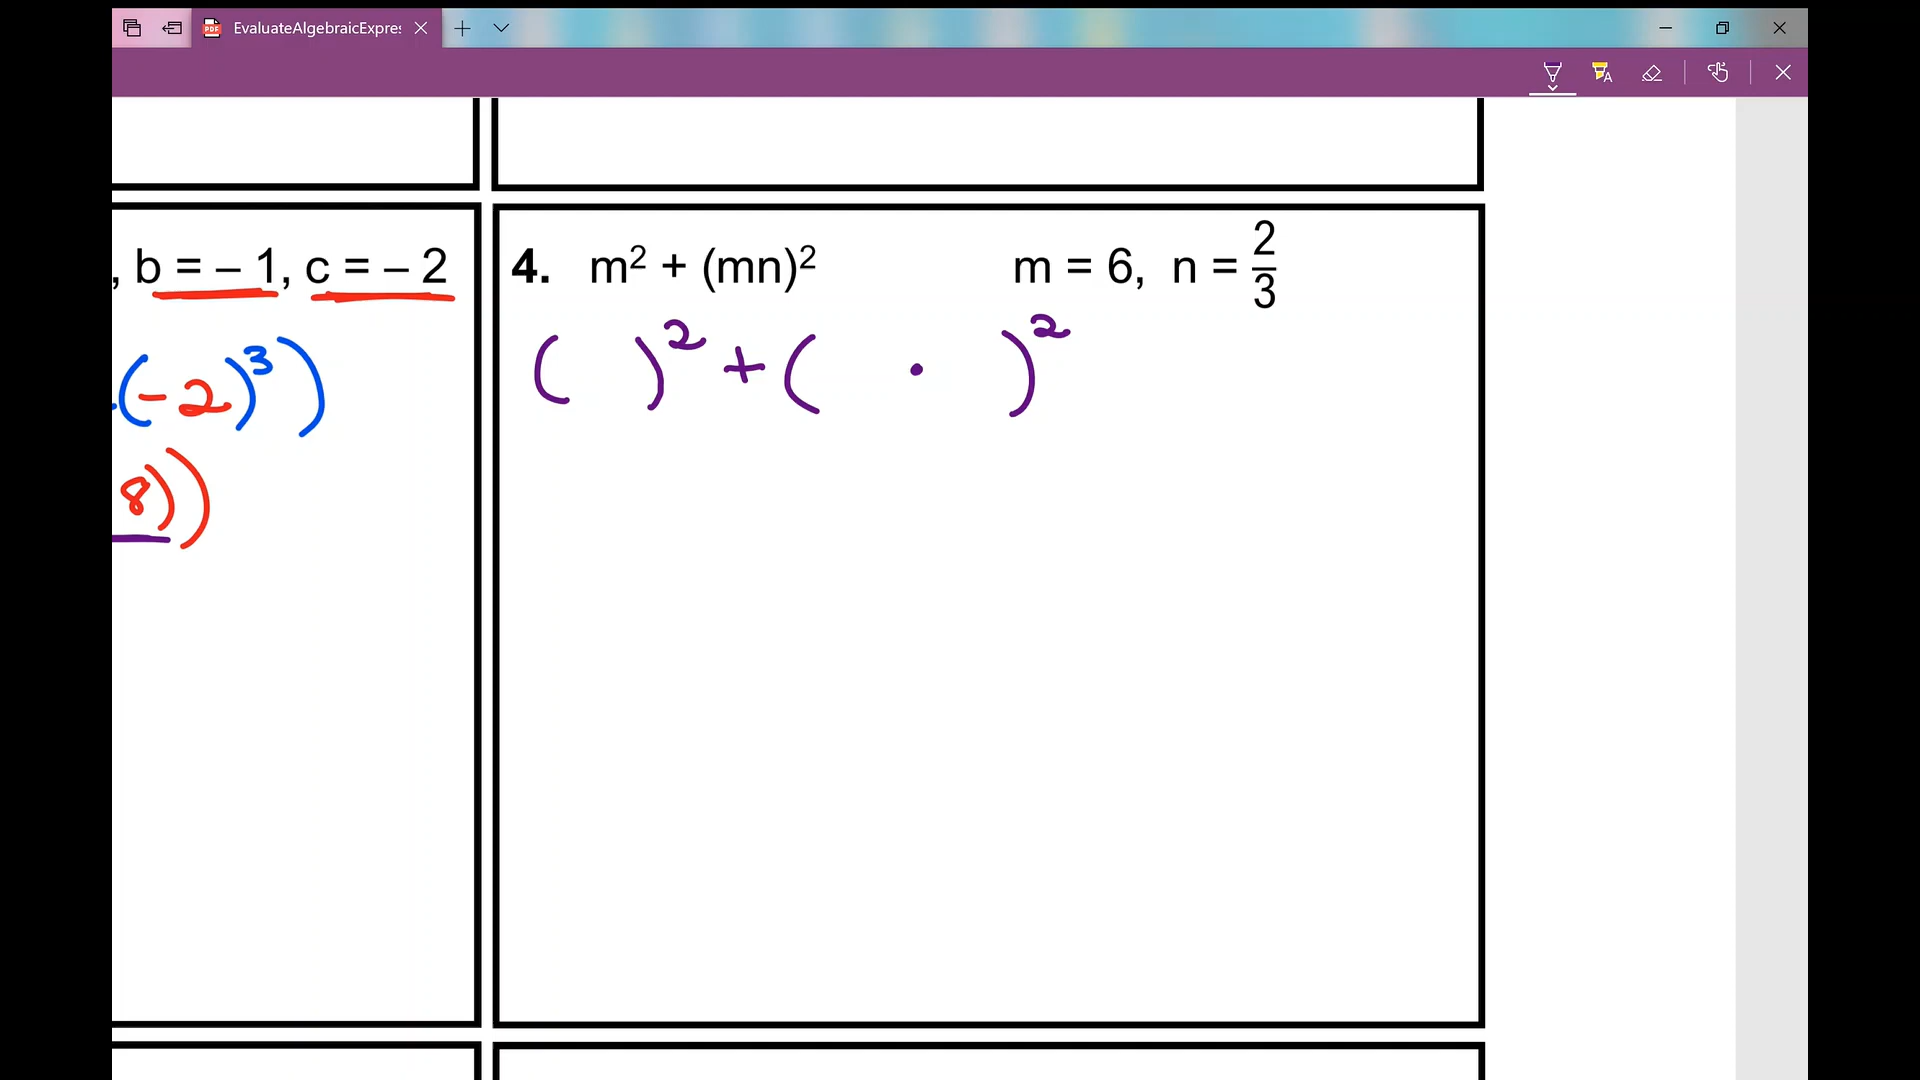 EvaluateAlgebraicExpres
, b = – 1, c = – 2
(-2)³)
8))
4. m² + (mn)² m = 6, n = 2/3
( )² + ( · )²